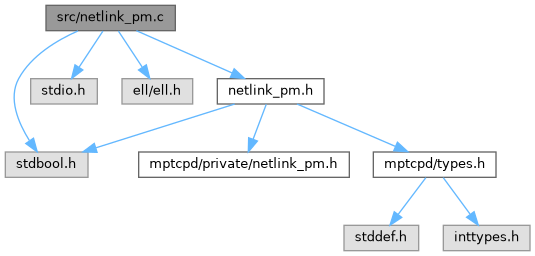 src/netlink_pm.c
stdio.h
ell/ell.h
netlink_pm.h
stdbool.h
mptcpd/private/netlink_pm.h
mptcpd/types.h
stddef.h
inttypes.h